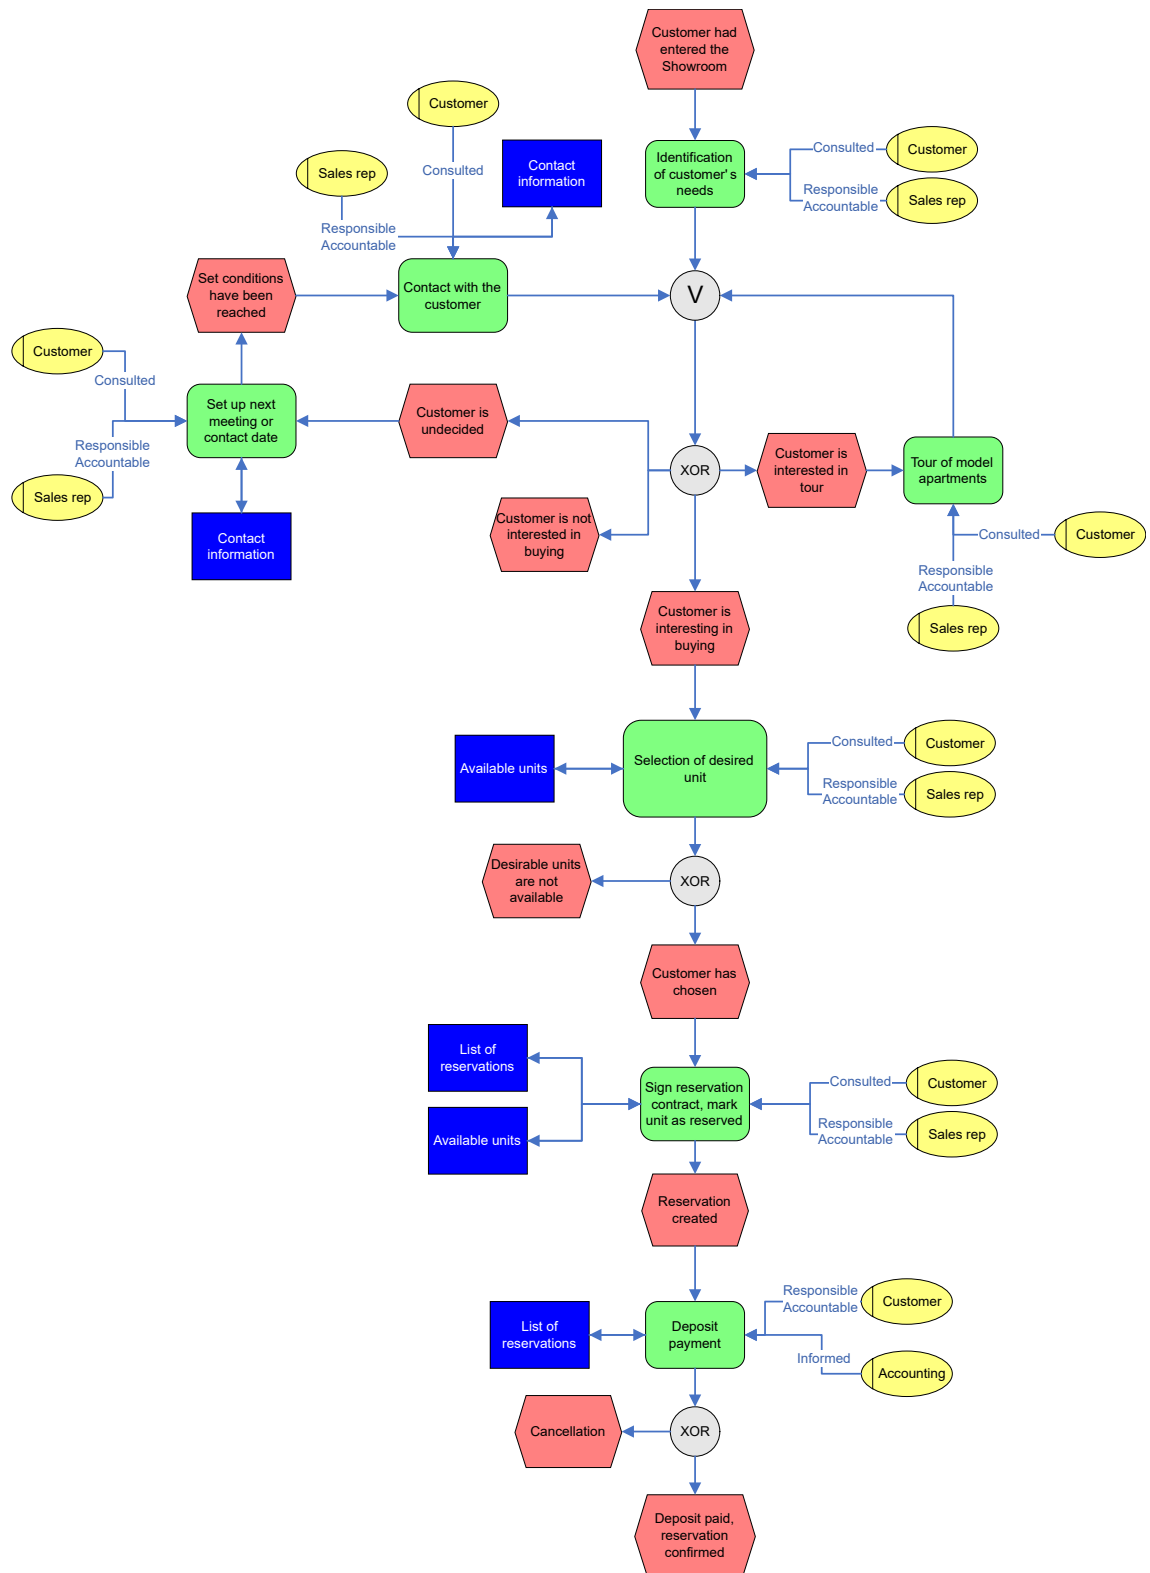 Customer had
entered the
Showroom
Customer
Sales rep
Consulted
Contact
information
Identification
of customer's
needs
Consulted
Customer
Responsible
Accountable
Sales rep
Responsible
Accountable
Set conditions
have been
reached
Contact with the
customer
V
Customer
Consulted
Set up next
meeting or
contact date
Responsible
Accountable
Sales rep
Customer is
undecided
XOR
Customer is
interested in
tour
Tour of model
apartments
Customer is not
interested in
buying
Contact
information
Consulted
Customer
Responsible
Accountable
Sales rep
Customer is
interesting in
buying
Available units
Selection of desired
unit
Consulted
Customer
Responsible
Accountable
Sales rep
Desirable units
are not
available
XOR
Customer has
chosen
List of
reservations
Available units
Sign reservation
contract, mark
unit as reserved
Consulted
Customer
Responsible
Accountable
Sales rep
Reservation
created
List of
reservations
Deposit
payment
Responsible
Accountable
Customer
Informed
Accounting
Cancellation
XOR
Deposit paid,
reservation
confirmed